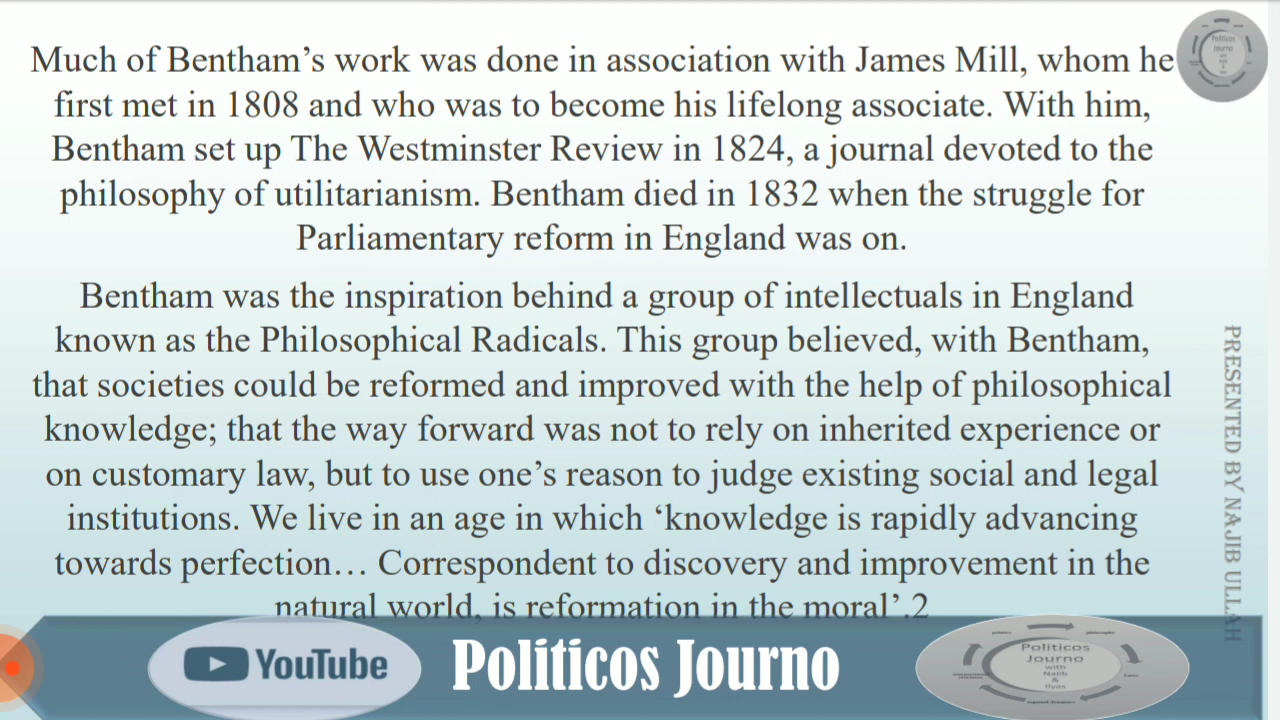 Much of Bentham’s work was done in association with James Mill, whom he
first met in 1808 and who was to become his lifelong associate. With him,
Bentham set up The Westminster Review in 1824, a journal devoted to the
philosophy of utilitarianism. Bentham died in 1832 when the struggle for
Parliamentary reform in England was on.
Bentham was the inspiration behind a group of intellectuals in England
known as the Philosophical Radicals. This group believed, with Bentham,
that societies could be reformed and improved with the help of philosophical
knowledge; that the way forward was not to rely on inherited experience or
on customary law, but to use one’s reason to judge existing social and legal
institutions. We live in an age in which ‘knowledge is rapidly advancing
towards perfection… Correspondent to discovery and improvement in the
natural world, is reformation in the moral’.2
PRESENTED BY NAJIB ULLAH
YouTube
Politicos Journo
Politicos
Journo
with
Najib
&
Ilyas
Politicos
Journo